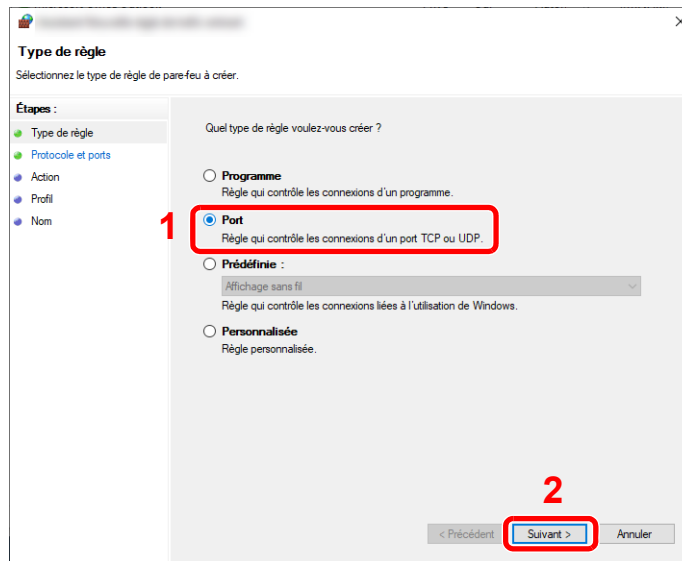 Type de règle
Sélectionnez le type de règle de pare-feu à créer.
Étapes :
Type de règle
Protocole et ports
Action
Profil
Nom
Quel type de règle voulez-vous créer ?
Programme
Règle qui contrôle les connexions d'un programme.
1
Port
Règle qui contrôle les connexions d'un port TCP ou UDP.
Prédéfinie :
Affichage sans fil
Règle qui contrôle les connexions liées à l'utilisation de Windows.
Personnalisée
Règle personnalisée.
2
< Précédent Suivant > Annuler